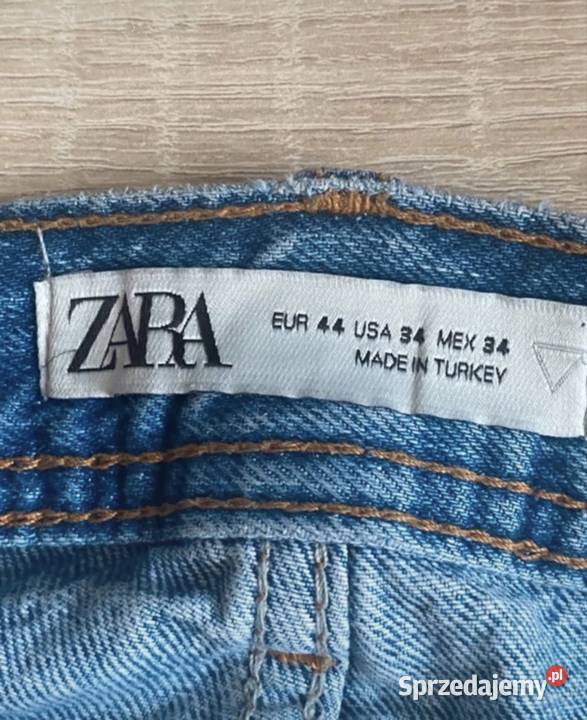 ZARA
EUR 44 USA 34 MEX 34
MADE IN TURKEY
Sprzedajemy.pl